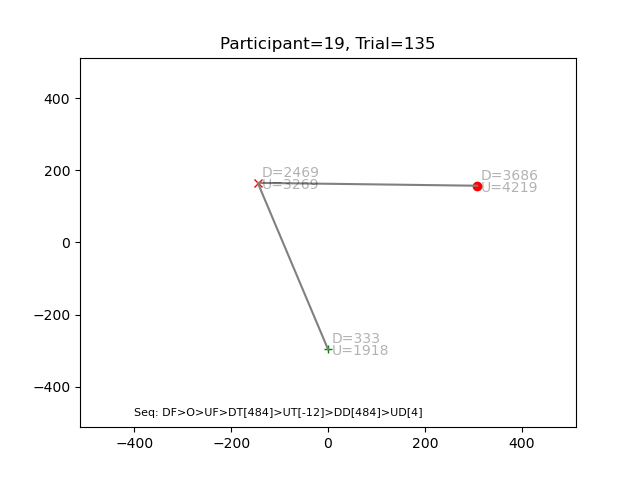 Participant=19, Trial=135
400
200
0
−200
−400
D=2469
U=3269
D=3686
U=4219
D=333
U=1918
Seq: DF>O>UF>DT[484]>UT[-12]>DD[484]>UD[4]
−400
−200
0
200
400